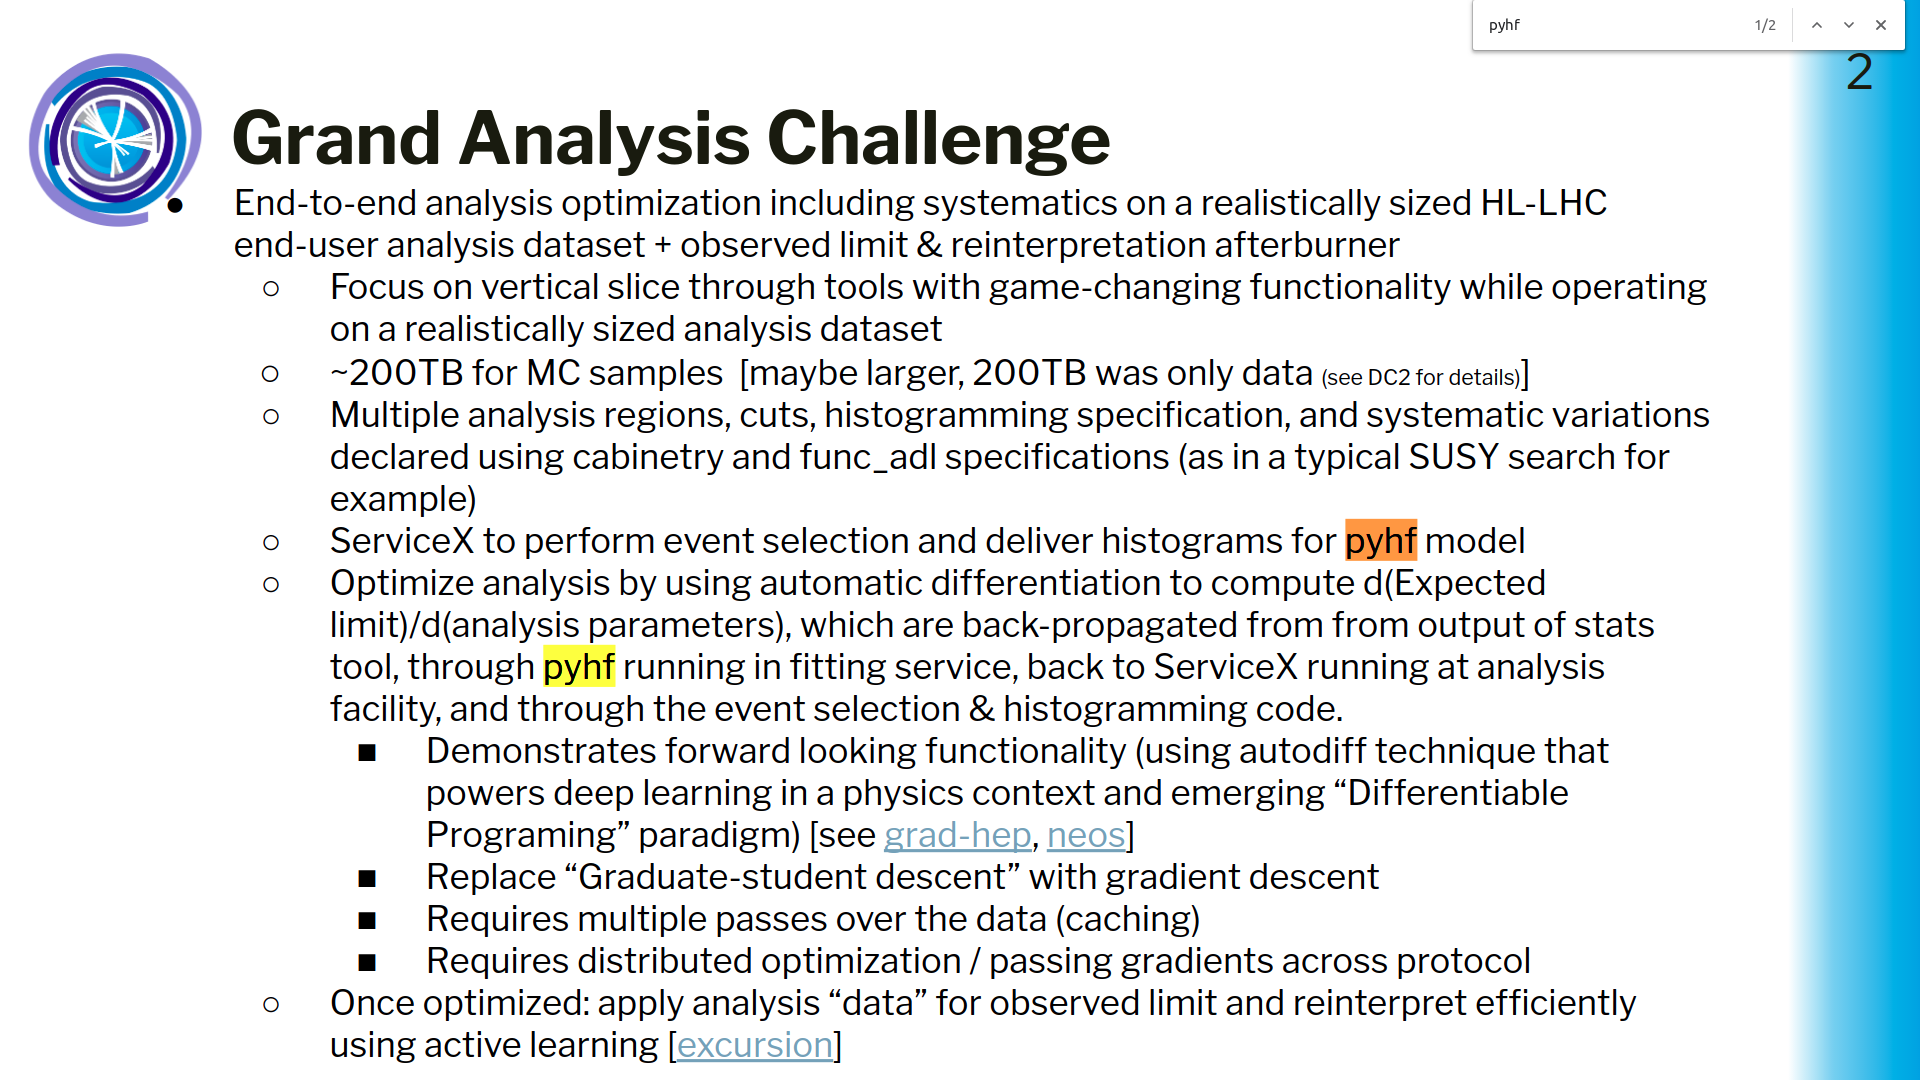 pyhf 1/2
2
Grand Analysis Challenge
● End-to-end analysis optimization including systematics on a realistically sized HL-LHC
end-user analysis dataset + observed limit & reinterpretation afterburner
○ Focus on vertical slice through tools with game-changing functionality while operating
on a realistically sized analysis dataset
○ ~200TB for MC samples [maybe larger, 200TB was only data (see DC2 for details)]
○ Multiple analysis regions, cuts, histogramming specification, and systematic variations
declared using cabinetry and func_adl specifications (as in a typical SUSY search for
example)
○ ServiceX to perform event selection and deliver histograms for pyhf model
○ Optimize analysis by using automatic differentiation to compute d(Expected
limit)/d(analysis parameters), which are back-propagated from from output of stats
tool, through pyhf running in fitting service, back to ServiceX running at analysis
facility, and through the event selection & histogramming code.
■ Demonstrates forward looking functionality (using autodiff technique that
powers deep learning in a physics context and emerging “Differentiable
Programing” paradigm) [see grad-hep, neos]
■ Replace “Graduate-student descent” with gradient descent
■ Requires multiple passes over the data (caching)
■ Requires distributed optimization / passing gradients across protocol
○ Once optimized: apply analysis “data” for observed limit and reinterpret efficiently
using active learning [excursion]